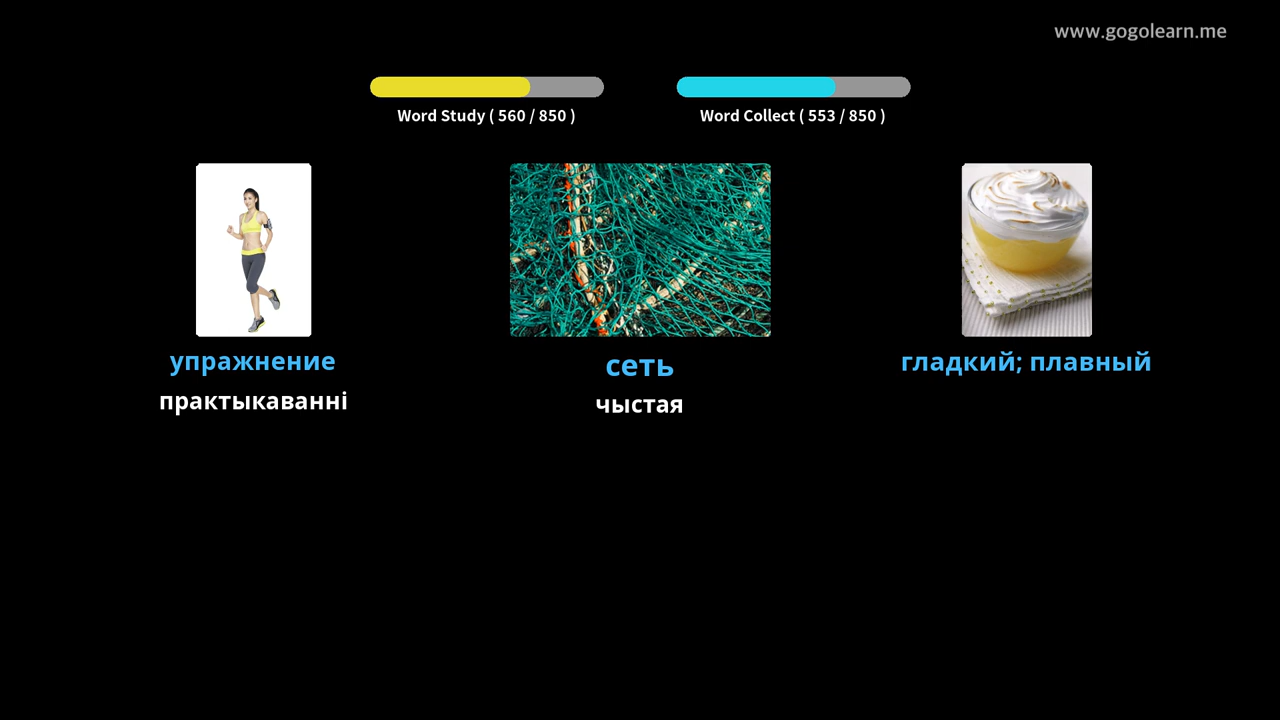 www.gogolearn.me
Word Study ( 560 / 850 )
Word Collect ( 553 / 850 )
упражнение
практыкаванні
сеть
чыстая
гладкий; плавный